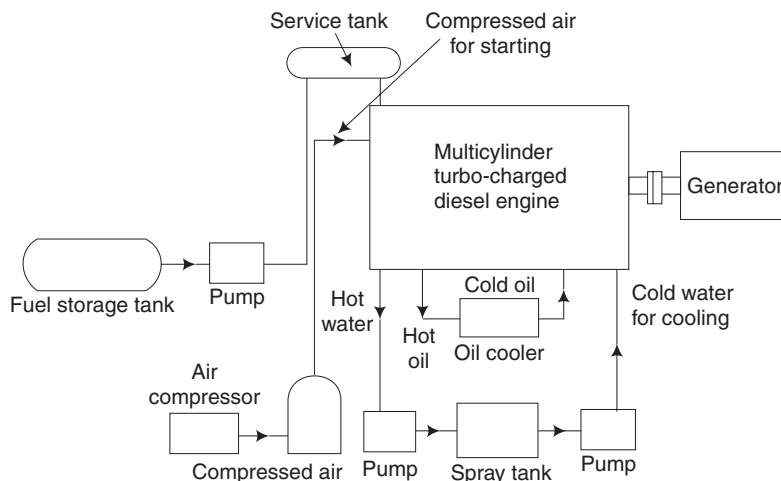 Service tank
Compressed air
for starting
Multicylinder
turbo-charged
diesel engine
Generator
Fuel storage tank
Pump
Hot
water
Cold oil
Hot
oil
Oil cooler
Cold water
for cooling
Air
compressor
Compressed air
Pump
Spray tank
Pump